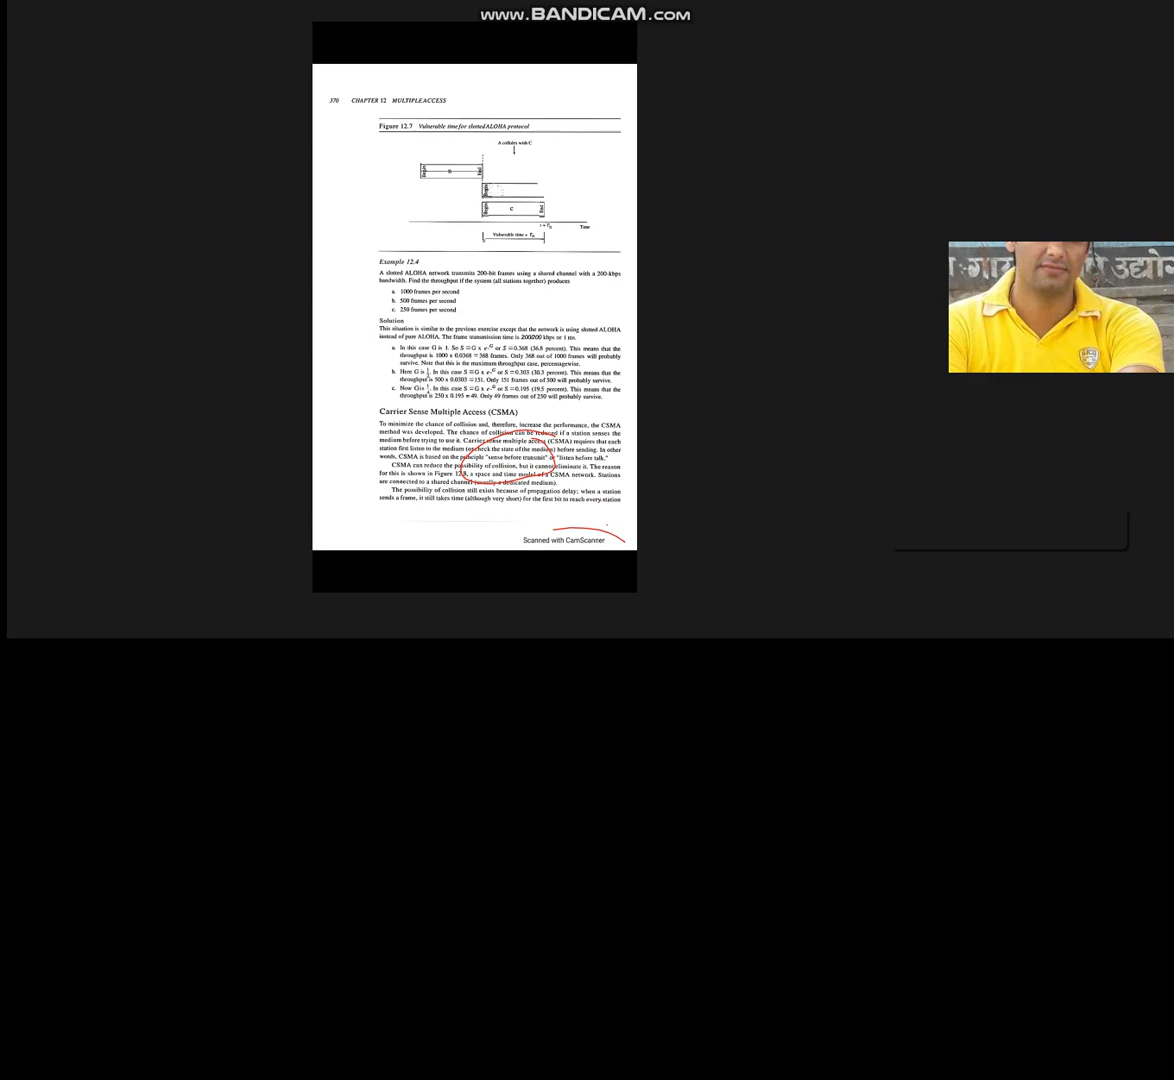 www.BANDICAM.com
370 CHAPTER 12 MULTIPLE ACCESS
Figure 12.7 Vulnerable time for slotted ALOHA protocol
A collides with C
Begin
B
End
Begin
Begin
C
End
Time
Vulnerable time =
Example 12.4
A slotted ALOHA network transmits 200-bit frames using a shared channel with a 200-kbps
bandwidth. Find the throughput if the system (all stations together) produces
a. 1000 frames per second
b. 500 frames per second
c. 250 frames per second
Solution
This situation is similar to the previous exercise except that the network is using slotted ALOHA
instead of pure ALOHA. The frame transmission time is 200/200 kbps or 1 ms.
a. In this case G is 1. So S = G x e-G or S = 0.368 (36.8 percent). This means that the
throughput is 1000 x 0.0368 = 368 frames. Only 368 out of 1000 frames will probably
survive. Note that this is the maximum throughput case, percentagewise.
b. Here G is ½. In this case S = G x e-G or S = 0.303 (30.3 percent). This means that the
throughput is 500 x 0.0303 = 151. Only 151 frames out of 500 will probably survive.
c. Now G is ¼. In this case S = G x e-G or S = 0.195 (19.5 percent). This means that the
throughput is 250 x 0.195 = 49. Only 49 frames out of 250 will probably survive.
Carrier Sense Multiple Access (CSMA)
To minimize the chance of collision and, therefore, increase the performance, the CSMA
method was developed. The chance of collision can be reduced if a station senses the
medium before trying to use it. Carrier sense multiple access (CSMA) requires that each
station first listen to the medium (or check the state of the medium) before sending. In other
words, CSMA is based on the principle "sense before transmit" or "listen before talk."
CSMA can reduce the possibility of collision, but it cannot eliminate it. The reason
for this is shown in Figure 12.8, a space and time model of a CSMA network. Stations
are connected to a shared channel (usually a dedicated medium).
The possibility of collision still exists because of propagation delay; when a station
sends a frame, it still takes time (although very short) for the first bit to reach every station
Scanned with CamScanner